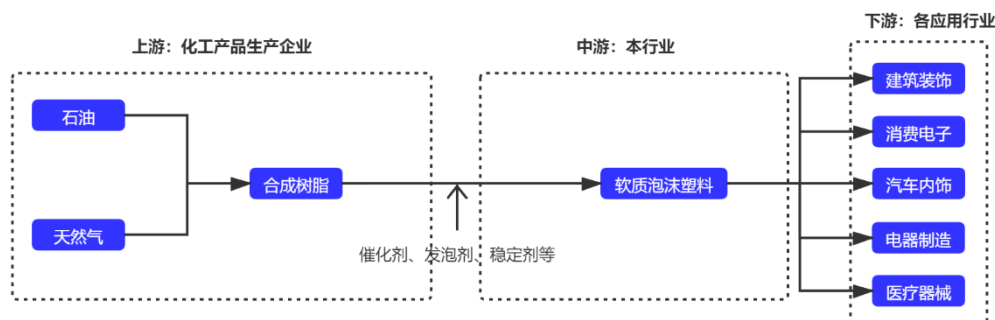 上游：化工产品生产企业
中游：本行业
下游：各应用行业
石油
天然气
合成树脂
催化剂、发泡剂、稳定剂等
软质泡沫塑料
建筑装饰
消费电子
汽车内饰
电器制造
医疗器械